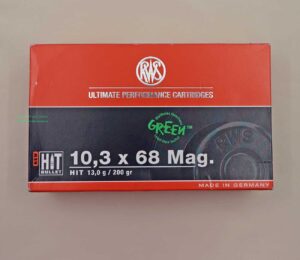 RWS
ULTIMATE PERFORMANCE CARTRIDGES
GREEN
HIT
BULLET
10,3 x 68 Mag.
HIT 13,0 g / 200 gr
RWS
MADE IN GERMANY